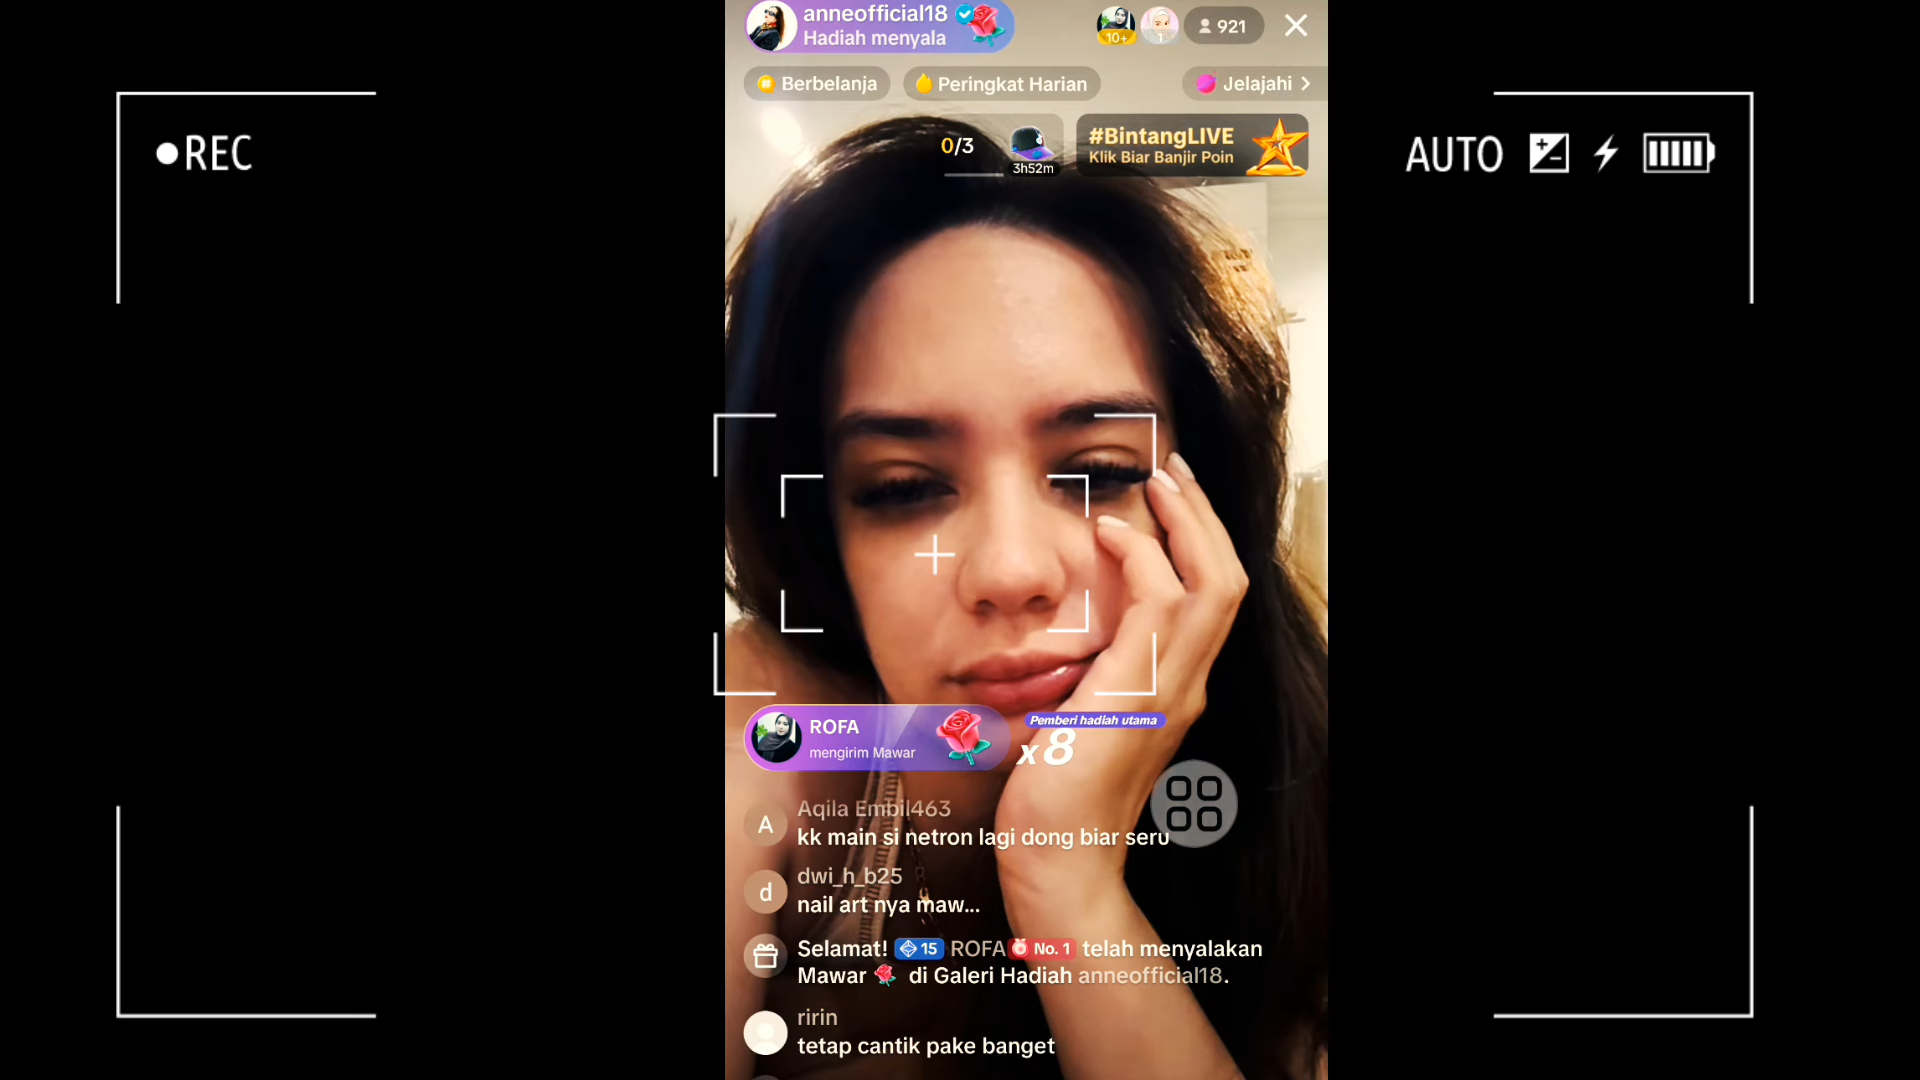 anneofficial18
Hadiah menyala
10+
1
921
Berbelanja
Peringkat Harian
Jelajahi
REC
AUTO
0/3
3h52m
#BintangLIVE
Klik Biar Banjir Poin
ROFA
mengirim Mawar
Pemberi hadiah utama
x8
A
Aqila Embil463
kk main si netron lagi dong biar seru
d
dwi_h_b25
nail art nya maw...
Selamat! 15 ROFA No. 1 telah menyalakan
Mawar 🌹 di Galeri Hadiah anneofficial18.
ririn
tetap cantik pake banget